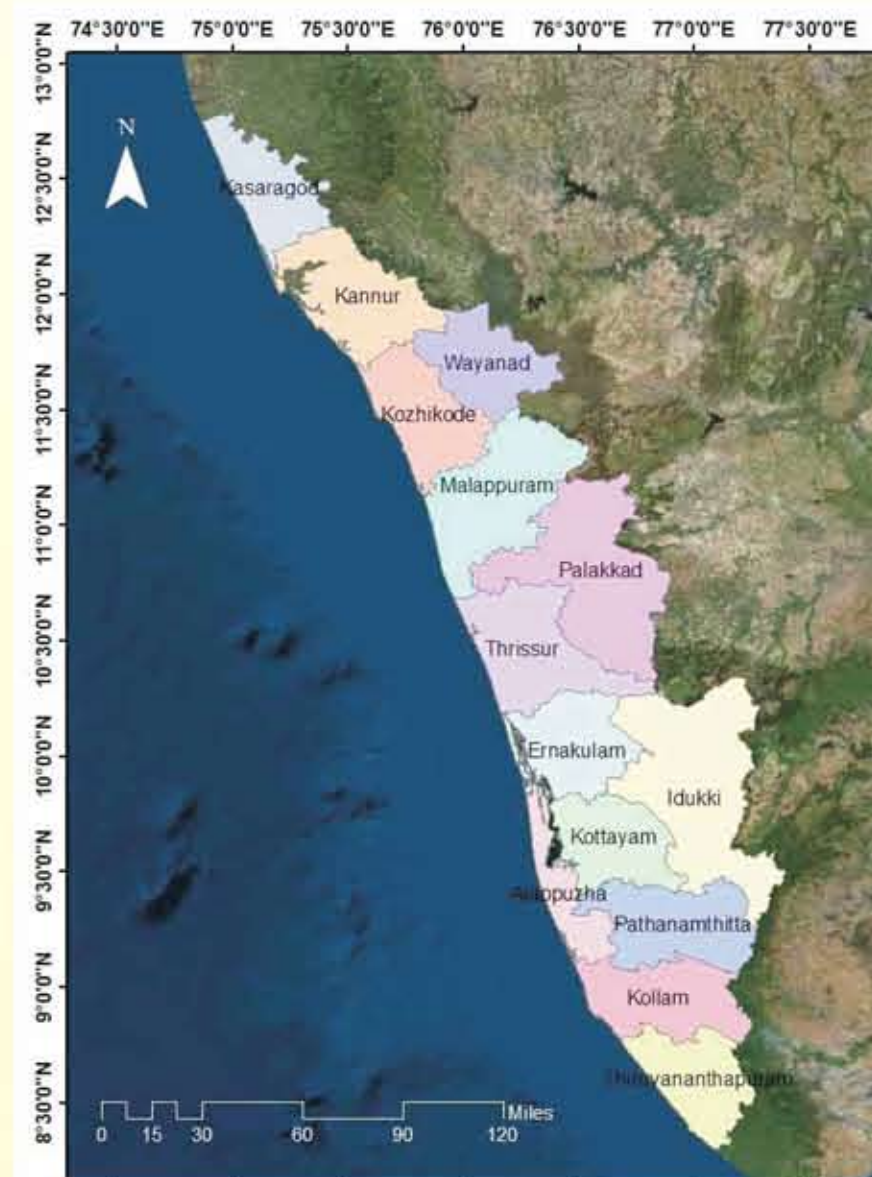 74°30'0"E 75°0'0"E 75°30'0"E 76°0'0"E 76°30'0"E 77°0'0"E 77°30'0"E
13°0'0"N
12°30'0"N
12°0'0"N
11°30'0"N
11°0'0"N
10°30'0"N
10°0'0"N
9°30'0"N
9°0'0"N
8°30'0"N
N
Kasaragod
Kannur
Wayanad
Kozhikode
Malappuram
Palakkad
Thrissur
Ernakulam
Idukki
Kottayam
Alappuzha
Pathanamthitta
Kollam
Thiruvananthapuram
Miles
0 15 30 60 90 120